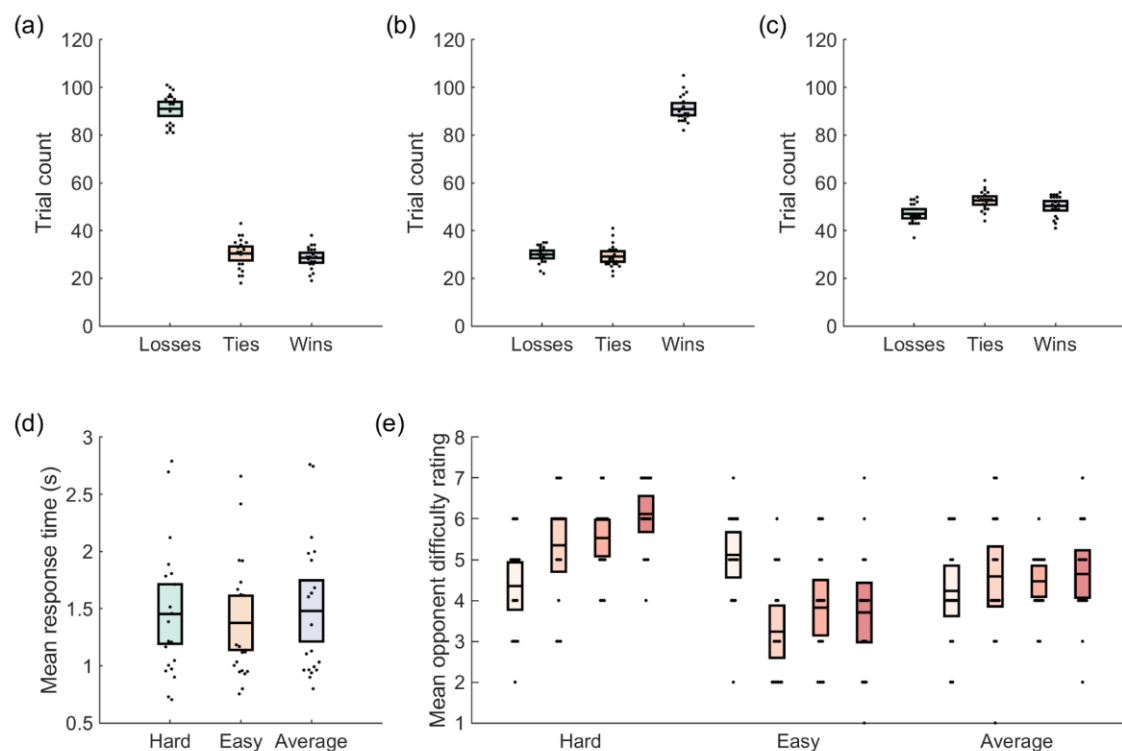 (a)
120
100
80
60
40
20
0
Trial count
Losses Ties Wins
(b)
120
100
80
60
40
20
0
Trial count
Losses Ties Wins
(c)
120
100
80
60
40
20
0
Trial count
Losses Ties Wins
(d)
3
2.5
2
1.5
1
0.5
Mean response time (s)
Hard Easy Average
(e)
8
7
6
5
4
3
2
1
Mean opponent difficulty rating
Hard Easy Average